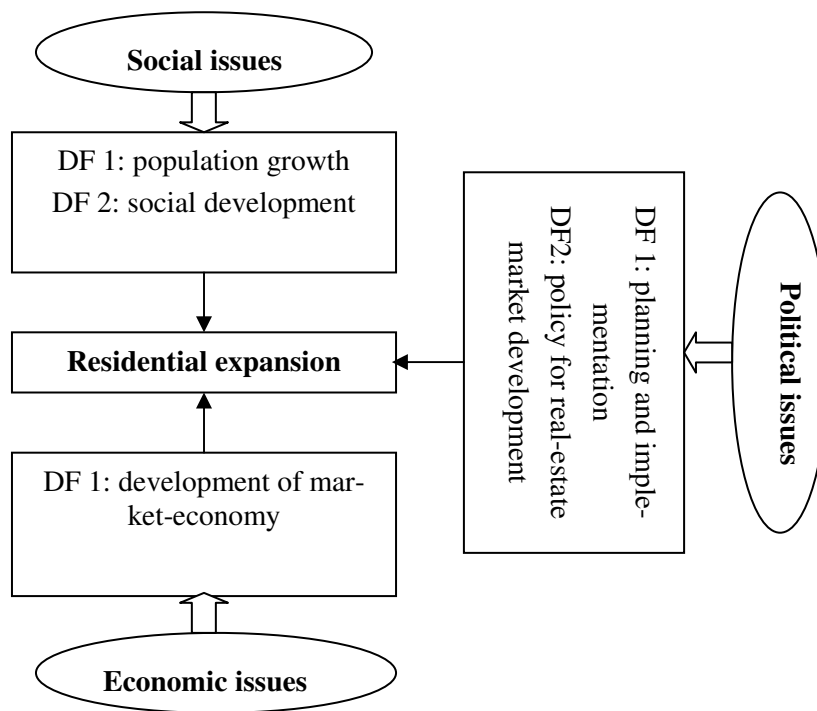 Social issues
DF 1: population growth
DF 2: social development
Residential expansion
DF 1: development of mar-
ket-economy
Economic issues
DF 1: planning and imple-
mentation
DF2: policy for real-estate
market development
Political issues